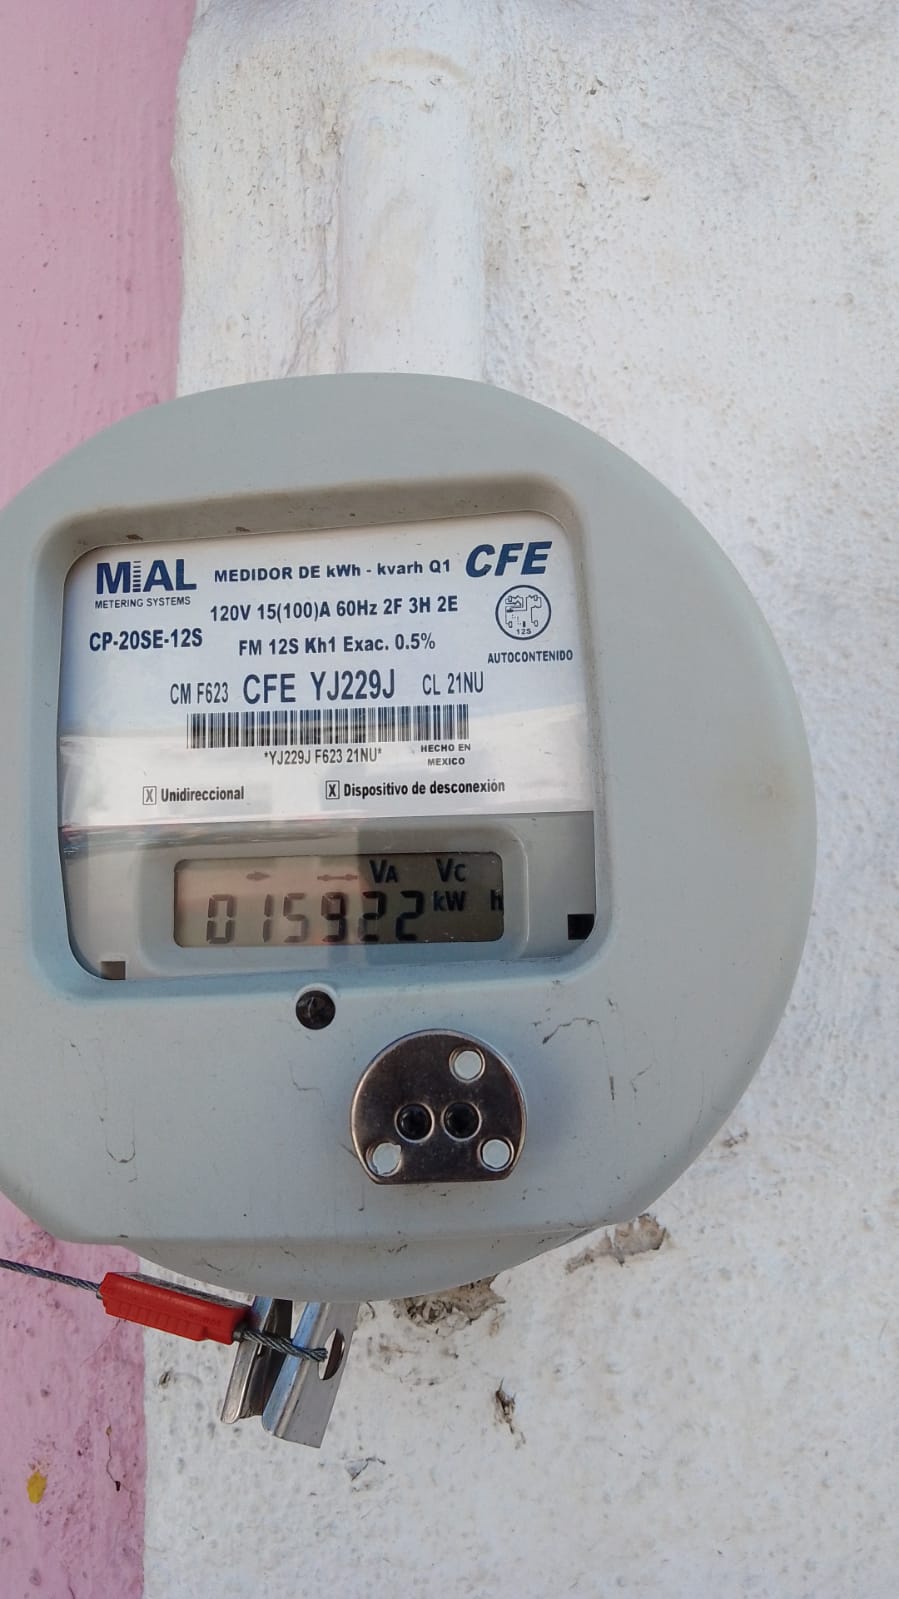 MIAL
METERING SYSTEMS
MEDIDOR DE kWh - kvarh Q1
CFE
120V 15(100)A 60Hz 2F 3H 2E
CP-20SE-12S
FM 12S Kh1 Exac. 0.5%
12S
AUTOCONTENIDO
CM F623 CFE YJ229J CL 21NU
*YJ229J F623 21NU*
HECHO EN
MEXICO
X Unidireccional
X Dispositivo de desconexión
VA VC
015922 kW h